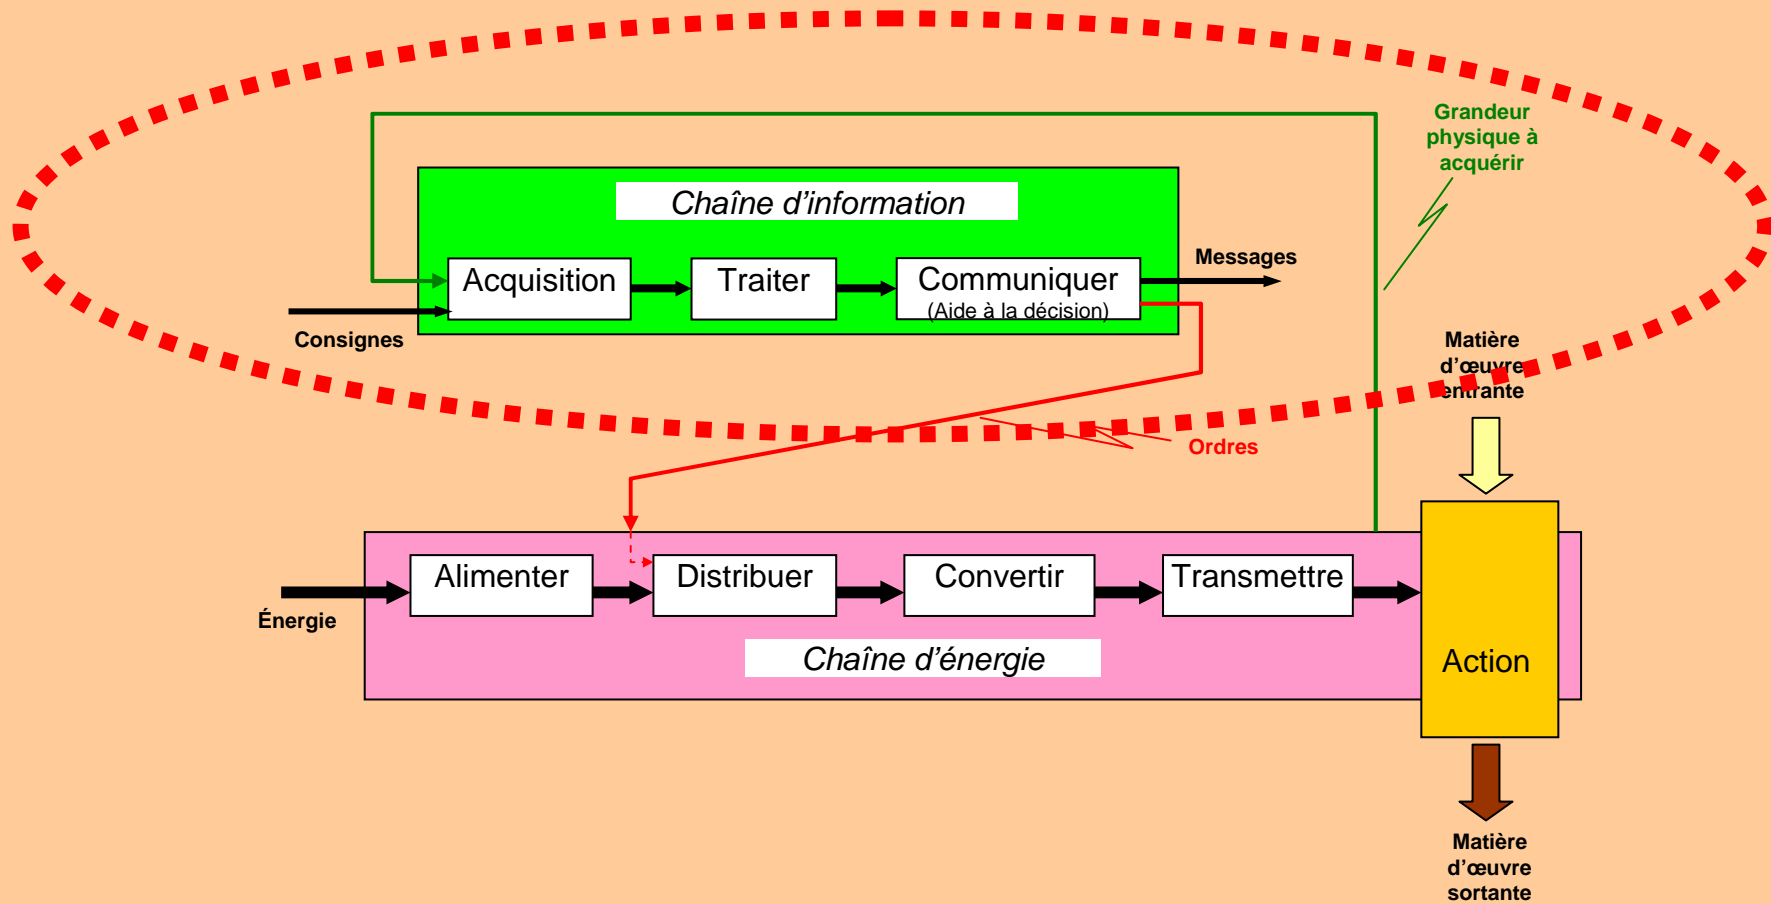 Grandeur
physique à
acquérir
Chaîne d'information
Acquisition
Traiter
Communiquer
(Aide à la décision)
Messages
Consignes
Matière
d'œuvre
entrante
Ordres
Alimenter
Distribuer
Convertir
Transmettre
Énergie
Chaîne d'énergie
Action
Matière
d'œuvre
sortante